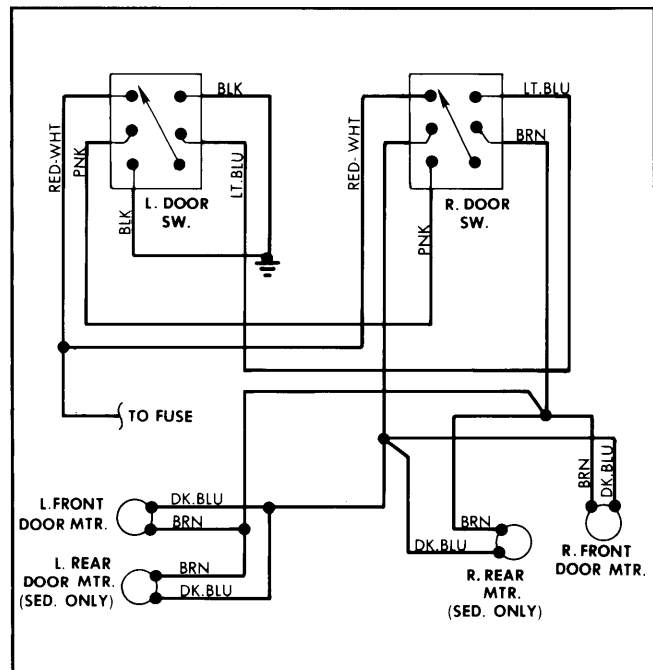 BLK
LT.BLU
RED-WHT
PNK
LT.BLU
RED-WHT
BRN
L. DOOR
SW.
R. DOOR
SW.
BLK
PNK
TO FUSE
L.FRONT
DOOR MTR.
DK.BLU
BRN
BRN
DK.BLU
L. REAR
DOOR MTR.
(SED. ONLY)
BRN
DK.BLU
BRN
DK.BLU
R. REAR
MTR.
(SED. ONLY)
R. FRONT
DOOR MTR.